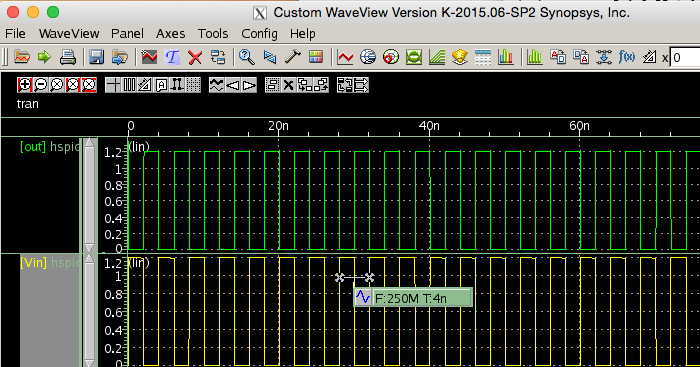 Custom WaveView Version K-2015.06-SP2 Synopsys, Inc.
File WaveView Panel Axes Tools Config Help
f(x) x 0
tran
0 20n 40n 60n
[out] hspic (lin)
1.2
1
0.8
0.6
0.4
0.2
0
[Vin] hspic (lin)
1.2
1
F:250M T:4n
0.8
0.6
0.4
0.2
0